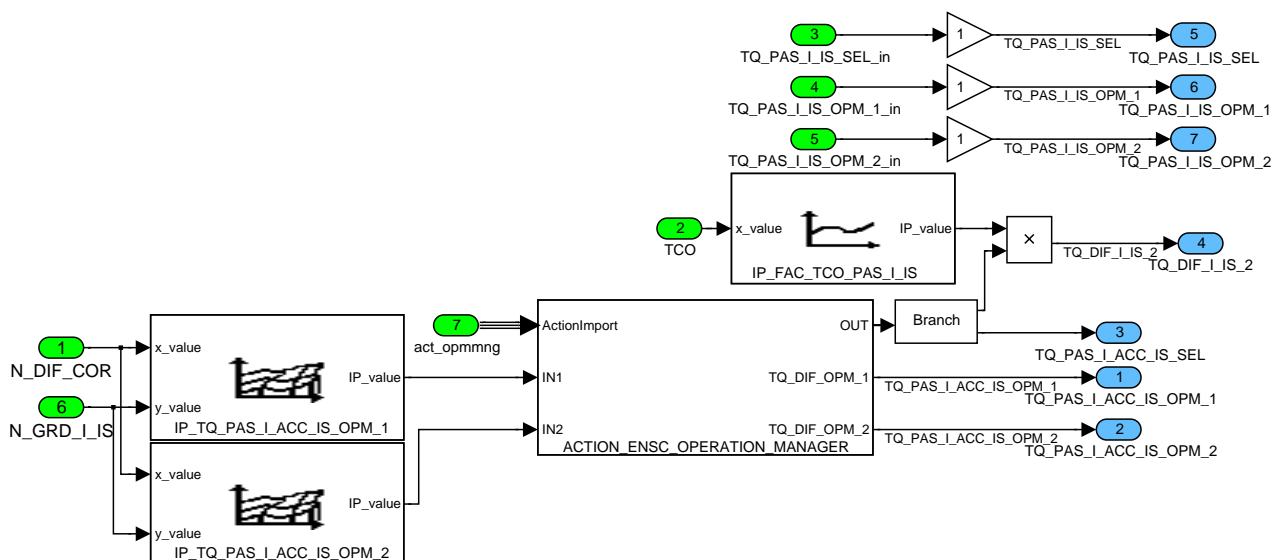 3
TQ_PAS_I_IS_SEL_in
1
TQ_PAS_I_IS_SEL
5
TQ_PAS_I_IS_SEL
4
TQ_PAS_I_IS_OPM_1_in
1
TQ_PAS_I_IS_OPM_1
6
TQ_PAS_I_IS_OPM_1
5
TQ_PAS_I_IS_OPM_2_in
1
TQ_PAS_I_IS_OPM_2
7
TQ_PAS_I_IS_OPM_2
2
TCO
x_value
IP_value
IP_FAC_TCO_PAS_I_IS
×
TQ_DIF_I_IS_2
4
TQ_DIF_I_IS_2
7
act_opmmng
ActionImport
IN1
IN2
OUT
TQ_DIF_OPM_1
TQ_DIF_OPM_2
ACTION_ENSC_OPERATION_MANAGER
Branch
3
TQ_PAS_I_ACC_IS_SEL
TQ_PAS_I_ACC_IS_OPM_1
1
TQ_PAS_I_ACC_IS_OPM_1
TQ_PAS_I_ACC_IS_OPM_2
2
TQ_PAS_I_ACC_IS_OPM_2
1
N_DIF_COR
6
N_GRD_I_IS
x_value
y_value
IP_value
IP_TQ_PAS_I_ACC_IS_OPM_1
x_value
y_value
IP_value
IP_TQ_PAS_I_ACC_IS_OPM_2